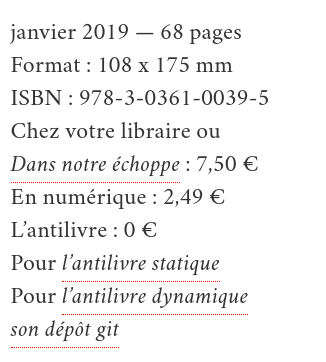 janvier 2019 — 68 pages
Format : 108 x 175 mm
ISBN : 978-3-0361-0039-5
Chez votre libraire ou
Dans notre échoppe : 7,50 €
En numérique : 2,49 €
L’antilivre : 0 €
Pour l’antilivre statique
Pour l’antilivre dynamique
son dépôt git